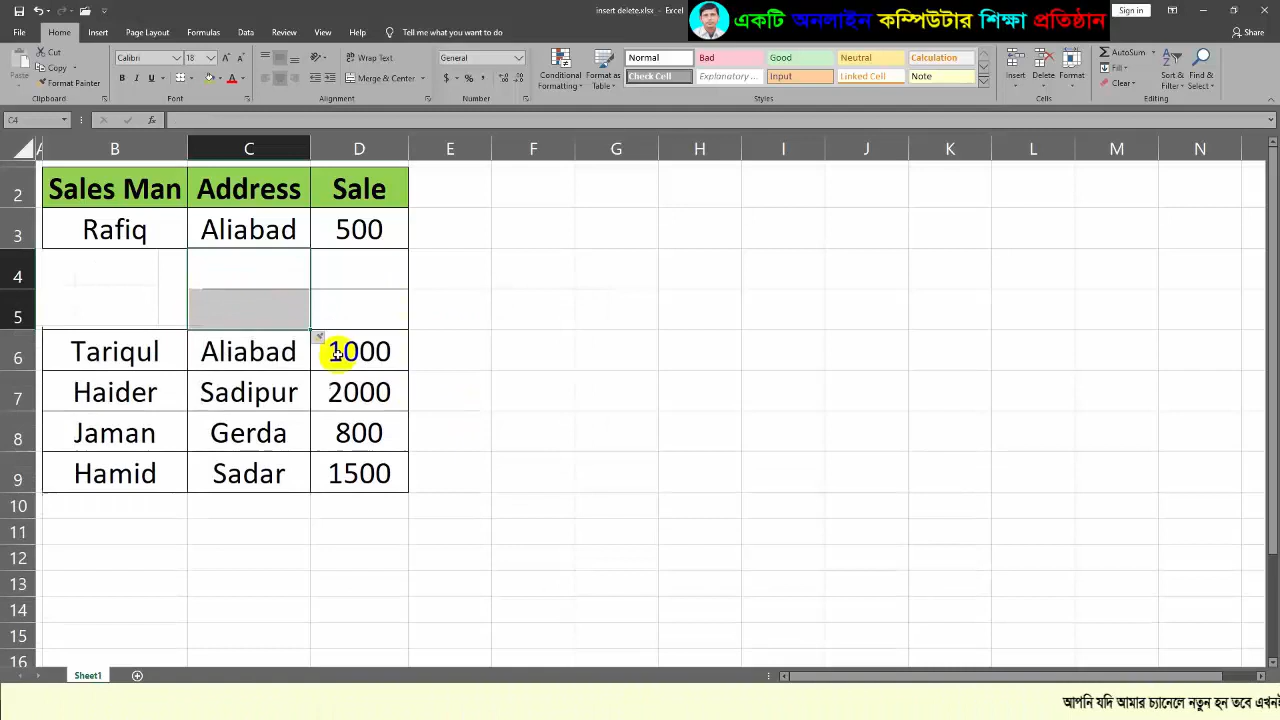 insert delete.xlsx - Excel
একটি অনলাইন কম্পিউটার শিক্ষা প্রতিষ্ঠান
Sign in
File Home Insert Page Layout Formulas Data Review View Help Tell me what you want to do Share
Paste Cut Copy Format Painter Clipboard
Calibri 18 B I U Font
Wrap Text Merge & Center Alignment
General % Number
Conditional Formatting Format as Table
Normal Bad Good Neutral Calculation
Check Cell Explanatory ... Input Linked Cell Note
Styles
Insert Delete Format Cells
AutoSum Fill Clear Sort & Filter Find & Select Editing
C4 fx
A B C D E F G H I J K L M N
2 Sales Man Address Sale
3 Rafiq Aliabad 500
4
5
6 Tariqul Aliabad 1000
7 Haider Sadipur 2000
8 Jaman Gerda 800
9 Hamid Sadar 1500
10
11
12
13
14
15
16
Sheet1
আপনি যদি আমার চ্যানেলে নতুন হন তবে এখনই